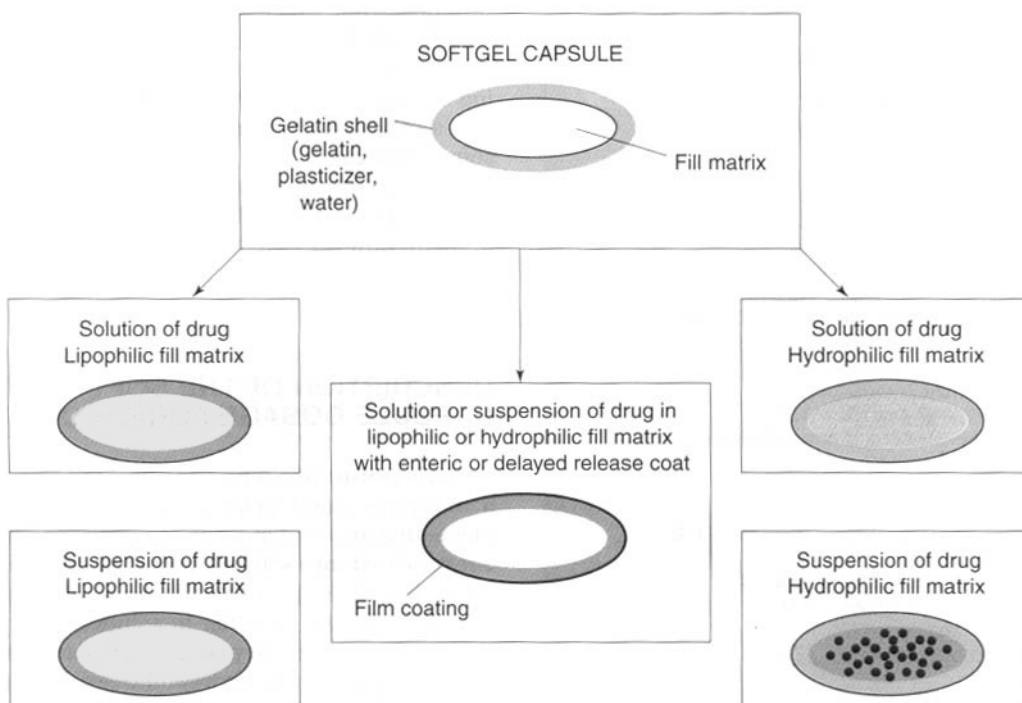 SOFTGEL CAPSULE
Gelatin shell
(gelatin,
plasticizer,
water)
Fill matrix
Solution of drug
Lipophilic fill matrix
Solution or suspension of drug in
lipophilic or hydrophilic fill matrix
with enteric or delayed release coat
Film coating
Solution of drug
Hydrophilic fill matrix
Suspension of drug
Lipophilic fill matrix
Suspension of drug
Hydrophilic fill matrix